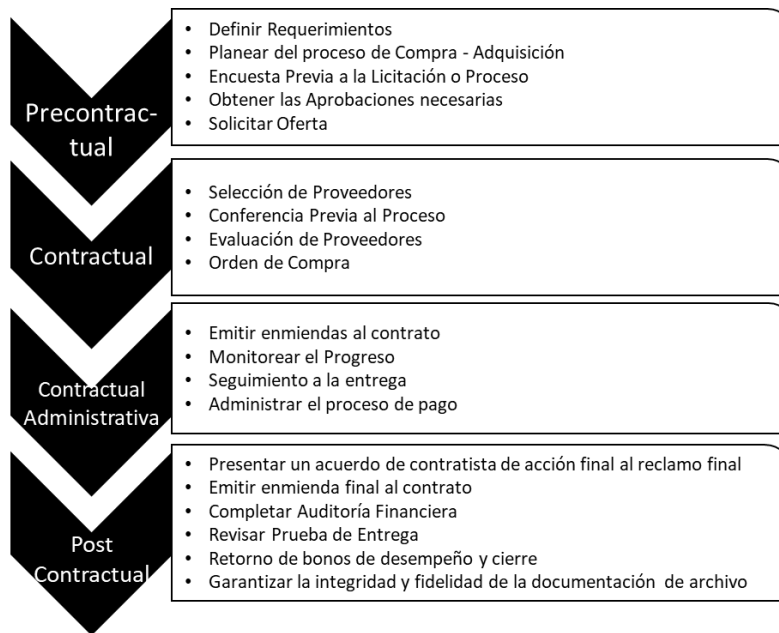 Precontrac-
tual
• Definir Requerimientos
• Planear del proceso de Compra - Adquisición
• Encuesta Previa a la Licitación o Proceso
• Obtener las Aprobaciones necesarias
• Solicitar Oferta
Contractual
• Selección de Proveedores
• Conferencia Previa al Proceso
• Evaluación de Proveedores
• Orden de Compra
Contractual
Administrativa
• Emitir enmiendas al contrato
• Monitorear el Progreso
• Seguimiento a la entrega
• Administrar el proceso de pago
Post
Contractual
• Presentar un acuerdo de contratista de acción final al reclamo final
• Emitir enmienda final al contrato
• Completar Auditoría Financiera
• Revisar Prueba de Entrega
• Retorno de bonos de desempeño y cierre
• Garantizar la integridad y fidelidad de la documentación de archivo